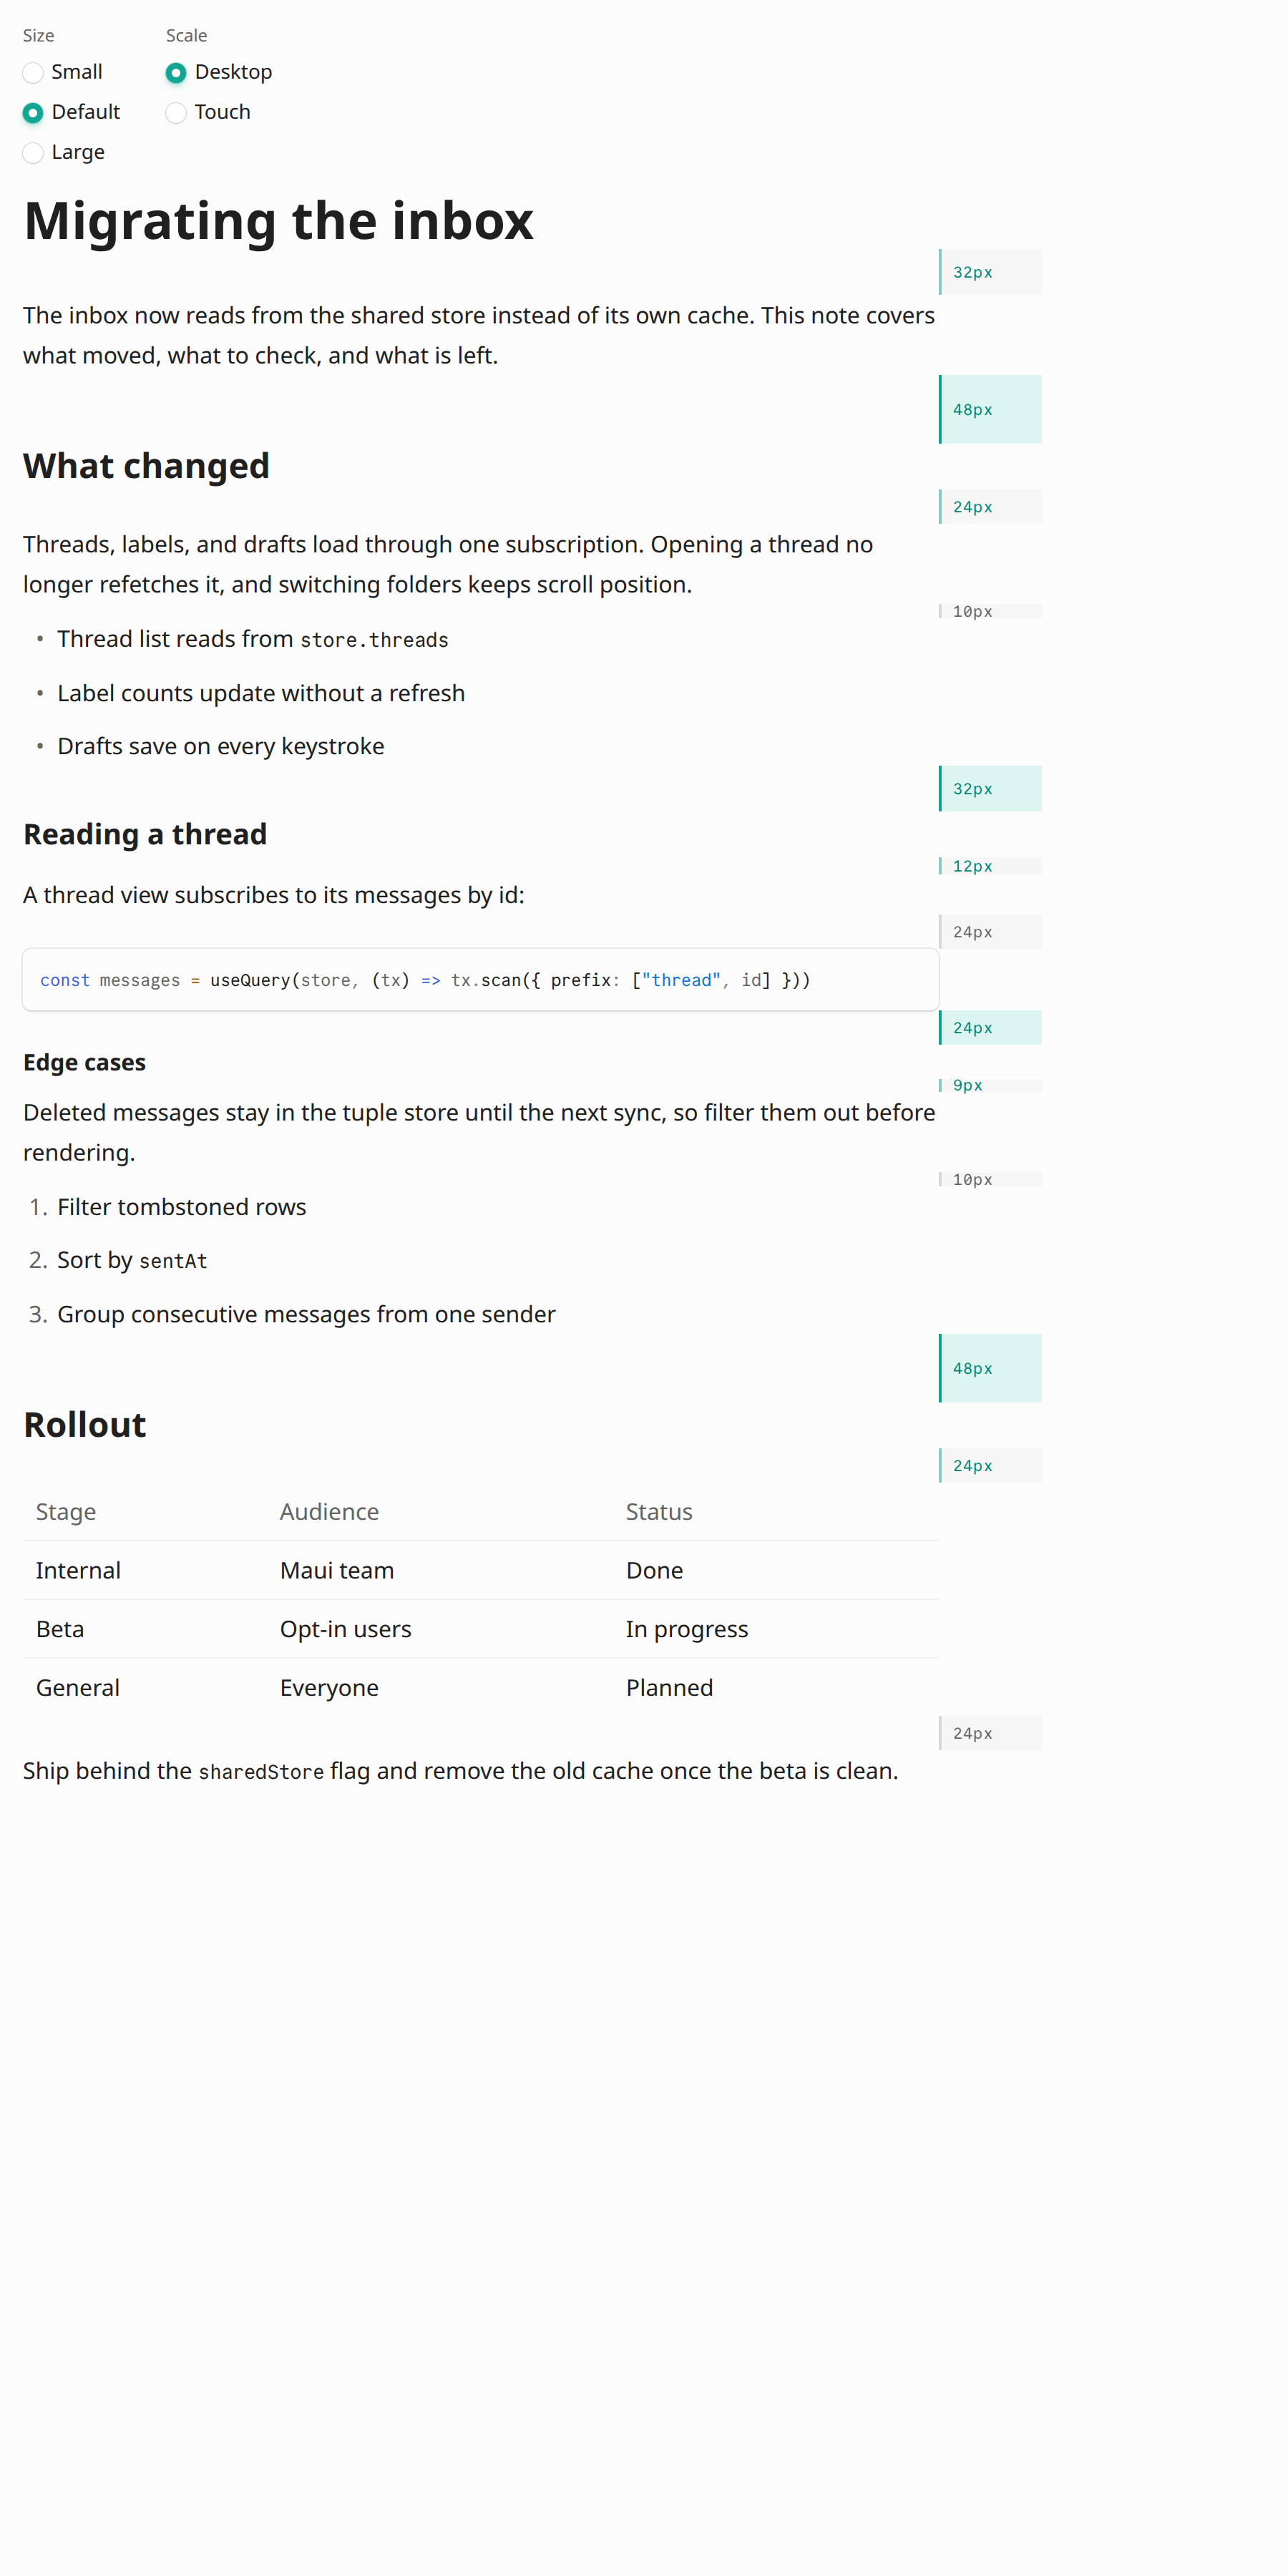 Size
Scale
Small
Desktop
Default
Touch
Large
Migrating the inbox
32px
The inbox now reads from the shared store instead of its own cache. This note covers
what moved, what to check, and what is left.
48px
What changed
24px
Threads, labels, and drafts load through one subscription. Opening a thread no
longer refetches it, and switching folders keeps scroll position.
10px
• Thread list reads from store.threads
• Label counts update without a refresh
• Drafts save on every keystroke
32px
Reading a thread
12px
A thread view subscribes to its messages by id:
24px
const messages = useQuery(store, (tx) => tx.scan({ prefix: ["thread", id] }))
24px
Edge cases
9px
Deleted messages stay in the tuple store until the next sync, so filter them out before
rendering.
10px
1. Filter tombstoned rows
2. Sort by sentAt
3. Group consecutive messages from one sender
48px
Rollout
24px
Stage Audience Status
Internal Maui team Done
Beta Opt-in users In progress
General Everyone Planned
24px
Ship behind the sharedStore flag and remove the old cache once the beta is clean.